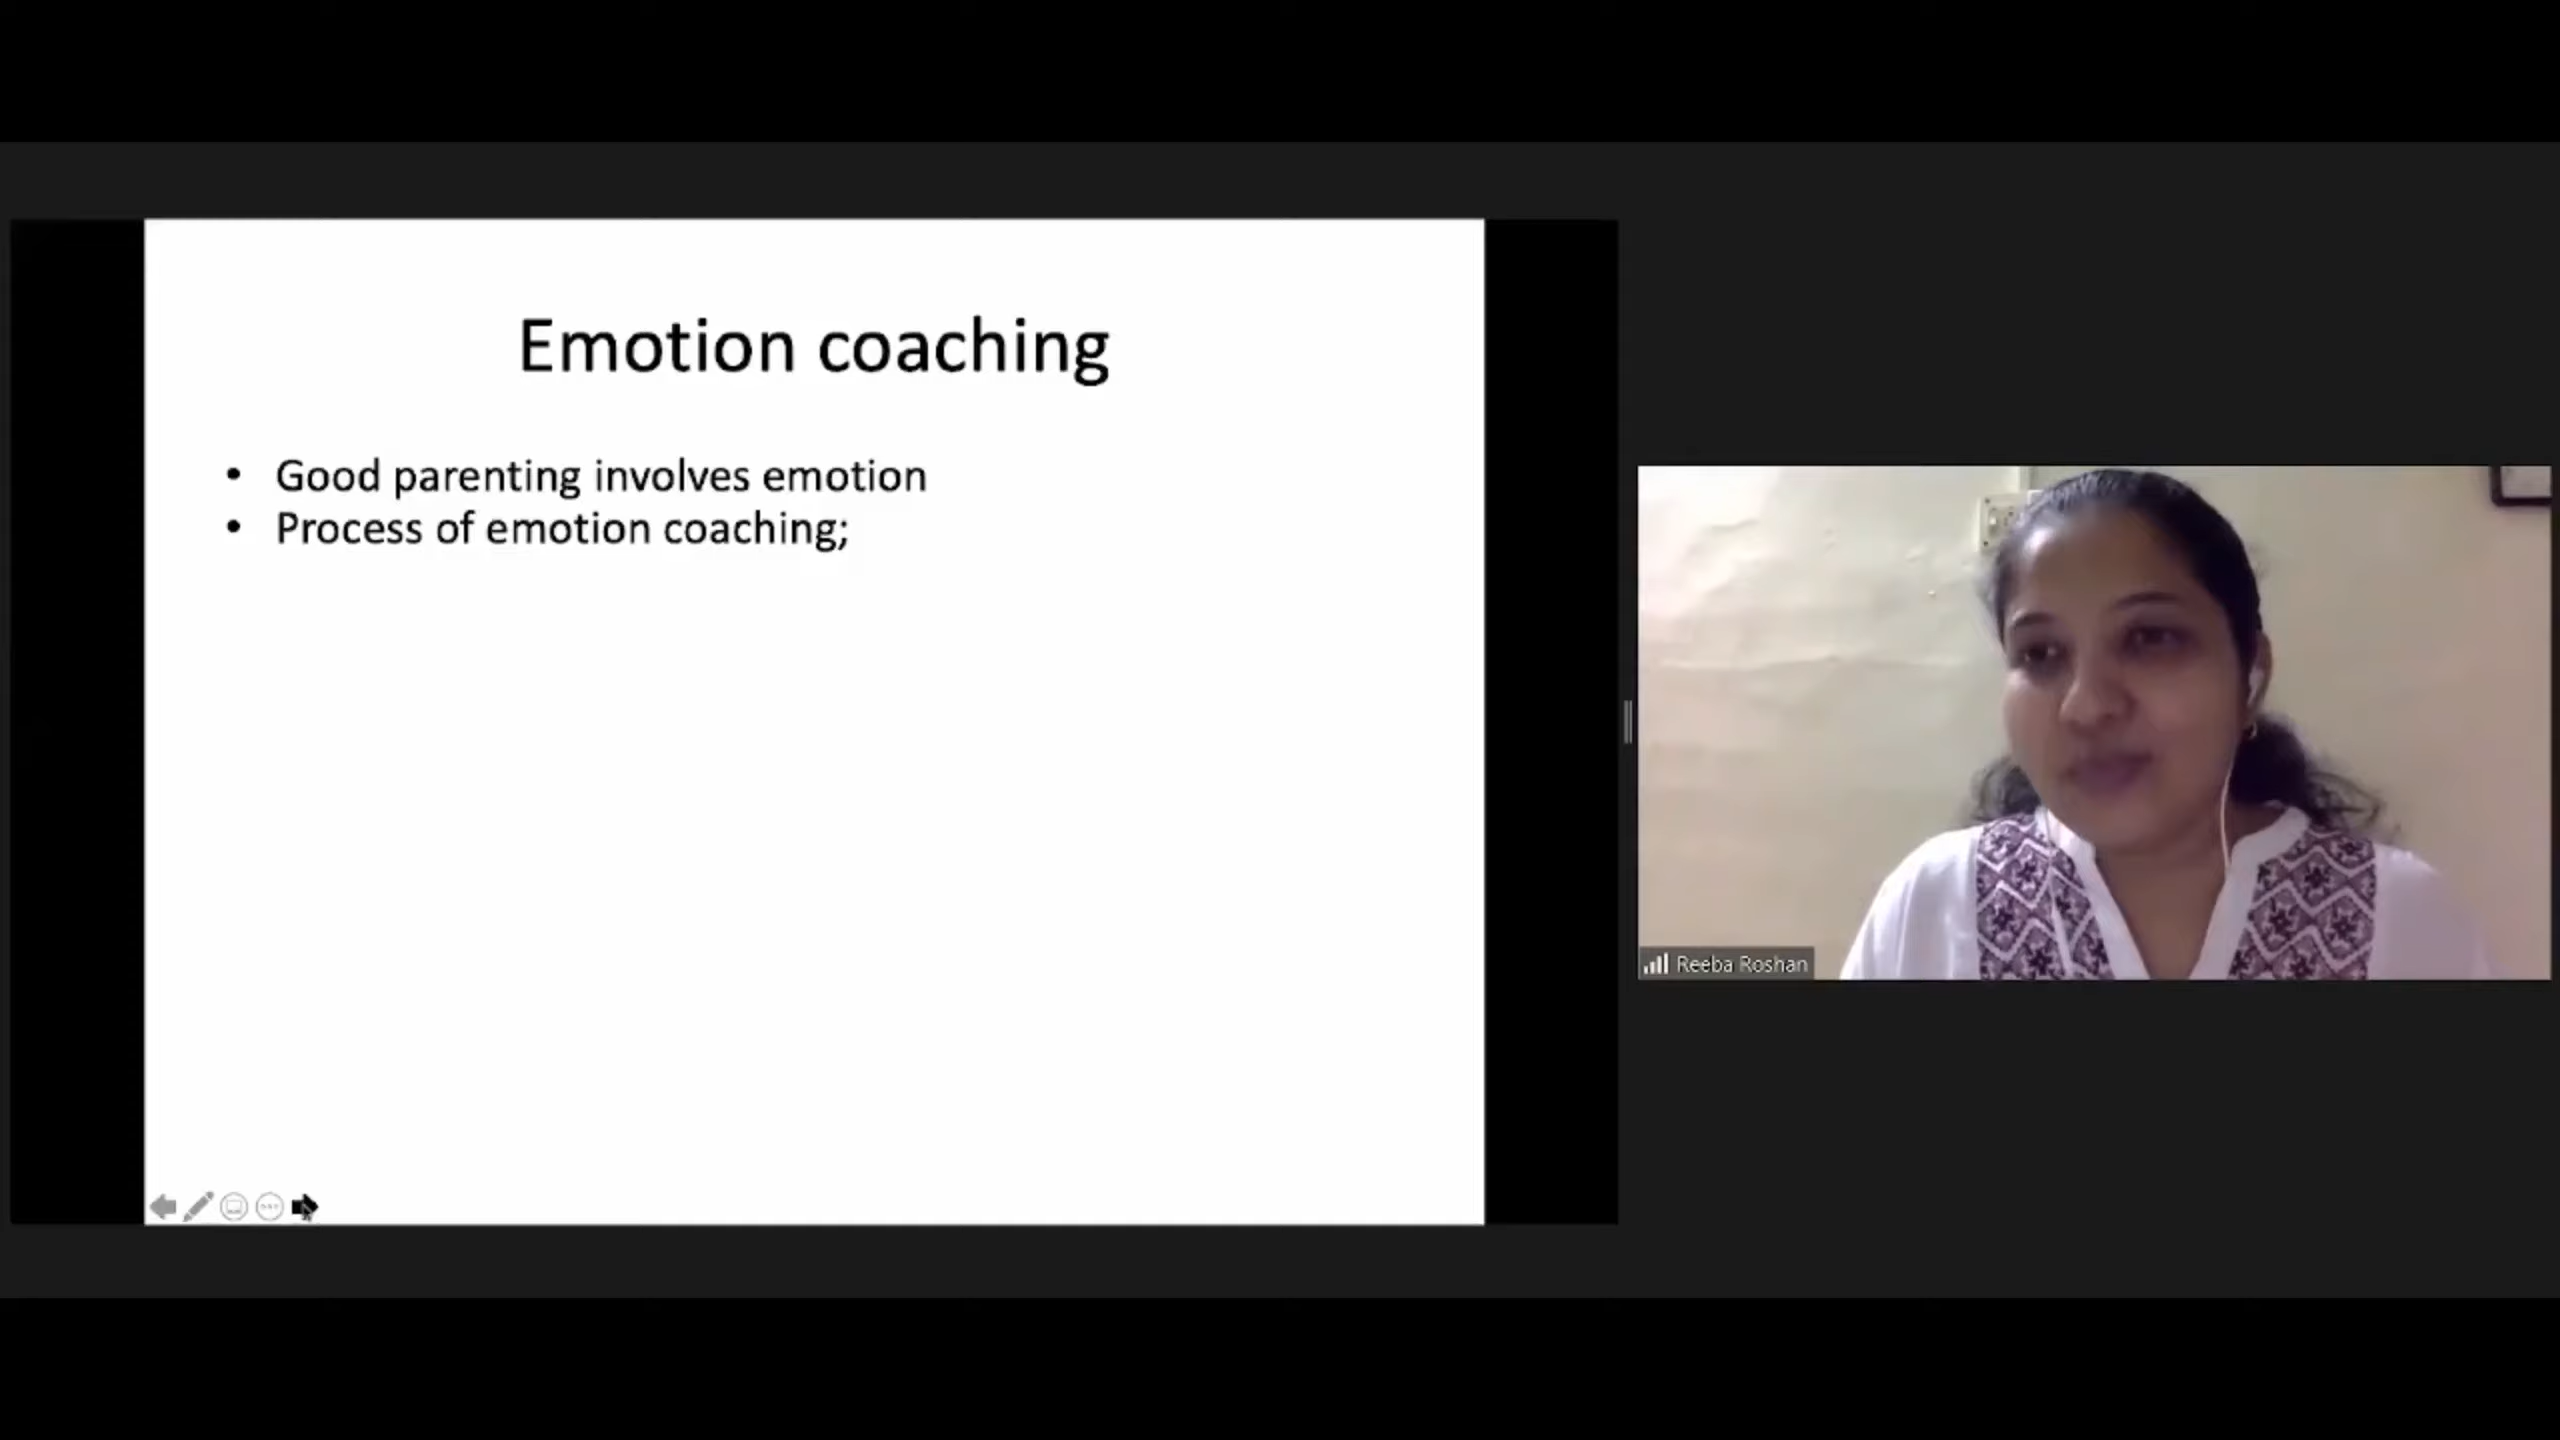 Emotion coaching
• Good parenting involves emotion
• Process of emotion coaching;
Reeba Roshan